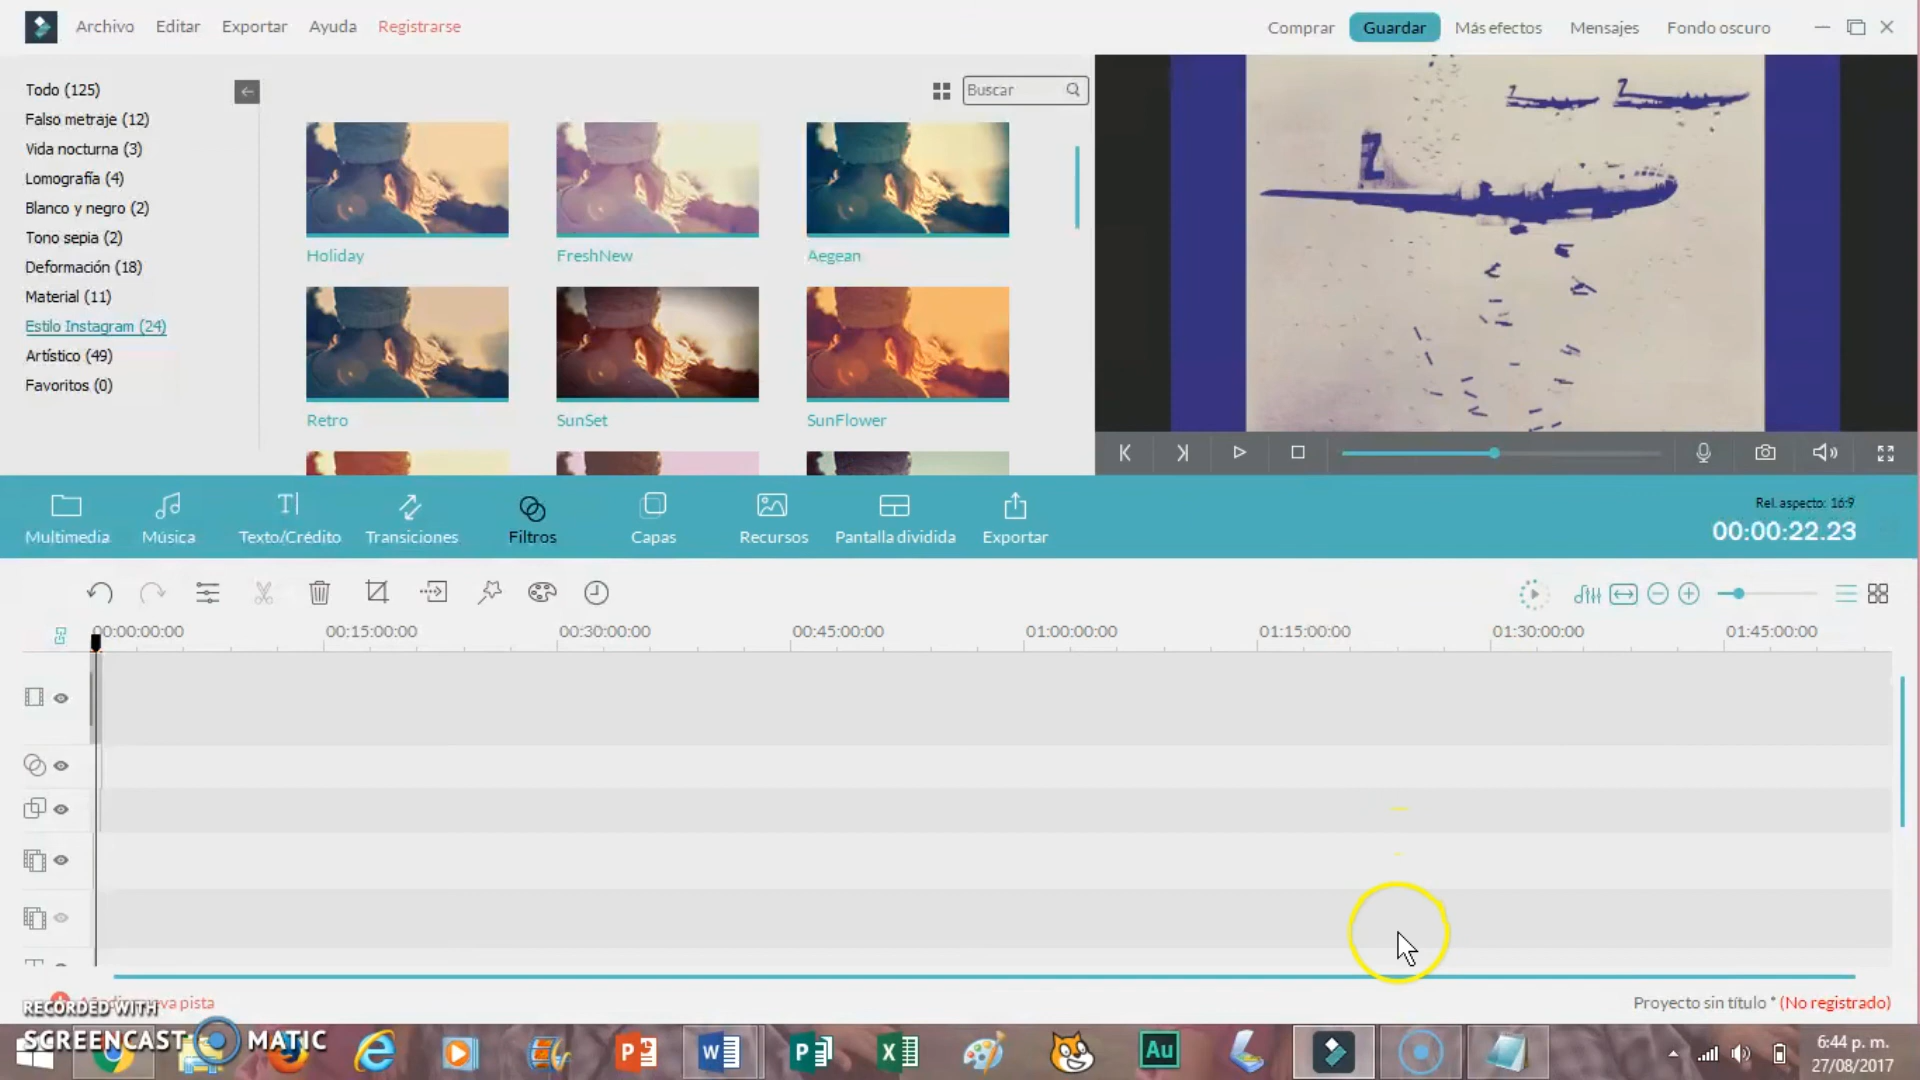 Archivo Editar Exportar Ayuda Registrarse Comprar Guardar Más efectos Mensajes Fondo oscuro
Todo (125)
Falso metraje (12)
Vida nocturna (3)
Lomografía (4)
Blanco y negro (2)
Tono sepia (2)
Deformación (18)
Material (11)
Estilo Instagram (24)
Artístico (49)
Favoritos (0)
Buscar
Holiday FreshNew Aegean
Retro SunSet SunFlower
Z
Z
Z
Multimedia Música Texto/Crédito Transiciones Filtros Capas Recursos Pantalla dividida Exportar
Rel. aspecto: 16:9
00:00:22.23
00:00:00:00 00:15:00:00 00:30:00:00 00:45:00:00 01:00:00:00 01:15:00:00 01:30:00:00 01:45:00:00
pista
Proyecto sin título * (No registrado)
RECORDED WITH
SCREENCAST MATIC
Au
6:44 p. m.
27/08/2017